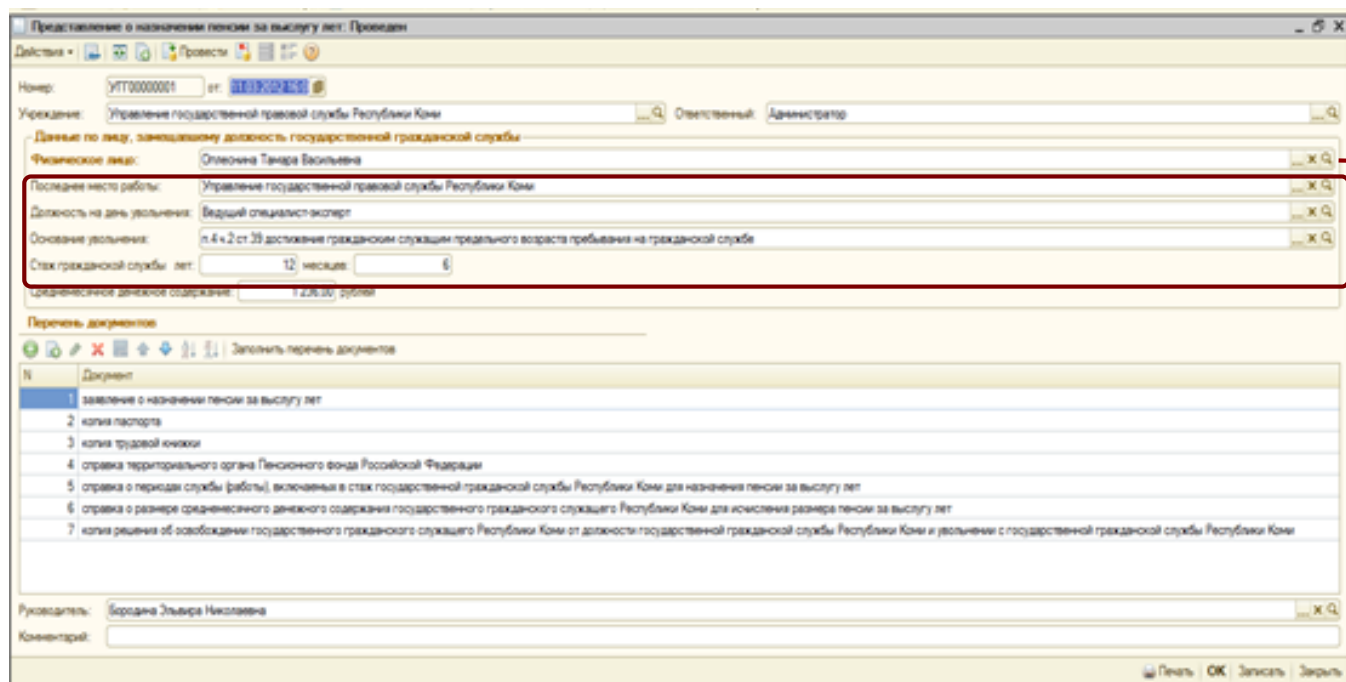 Представление о назначении пенсии за выслугу лет: Проведен
Действия Провести
Номер: УПГ00000001 от:
Учреждение: Управление государственной правовой службы Республики Коми Ответственный: Администратор
Данные по лицу, замещавшему должность государственной гражданской службы
Физическое лицо: Тамара Васильевна
Последнее место работы: Управление государственной правовой службы Республики Коми
Должность на день увольнения: Ведущий специалист-эксперт
Основание увольнения: п.4 ч.2 ст.39 достижение гражданским служащим предельного возраста пребывания на гражданской службе
Стаж гражданской службы лет: 12 месяцев: 6
Среднемесячное денежное содержание: рублей
Перечень документов
Заполнить перечень документов
N Документ
1 заявление о назначении пенсии за выслугу лет
2 копия паспорта
3 копия трудовой книжки
4 справка территориального органа Пенсионного фонда Российской Федерации
5 справка о периодах службы (работы), включаемых в стаж государственной гражданской службы Республики Коми для назначения пенсии за выслугу лет
6 справка о размере среднемесячного денежного содержания государственного гражданского служащего Республики Коми для исчисления размера пенсии за выслугу лет
7 копия решения об освобождении государственного гражданского служащего Республики Коми от должности государственной гражданской службы Республики Коми и увольнении с государственной гражданской службы Республики Коми
Руководитель: Бородина Эльвира Николаевна
Комментарий:
Печать OK Записать Закрыть